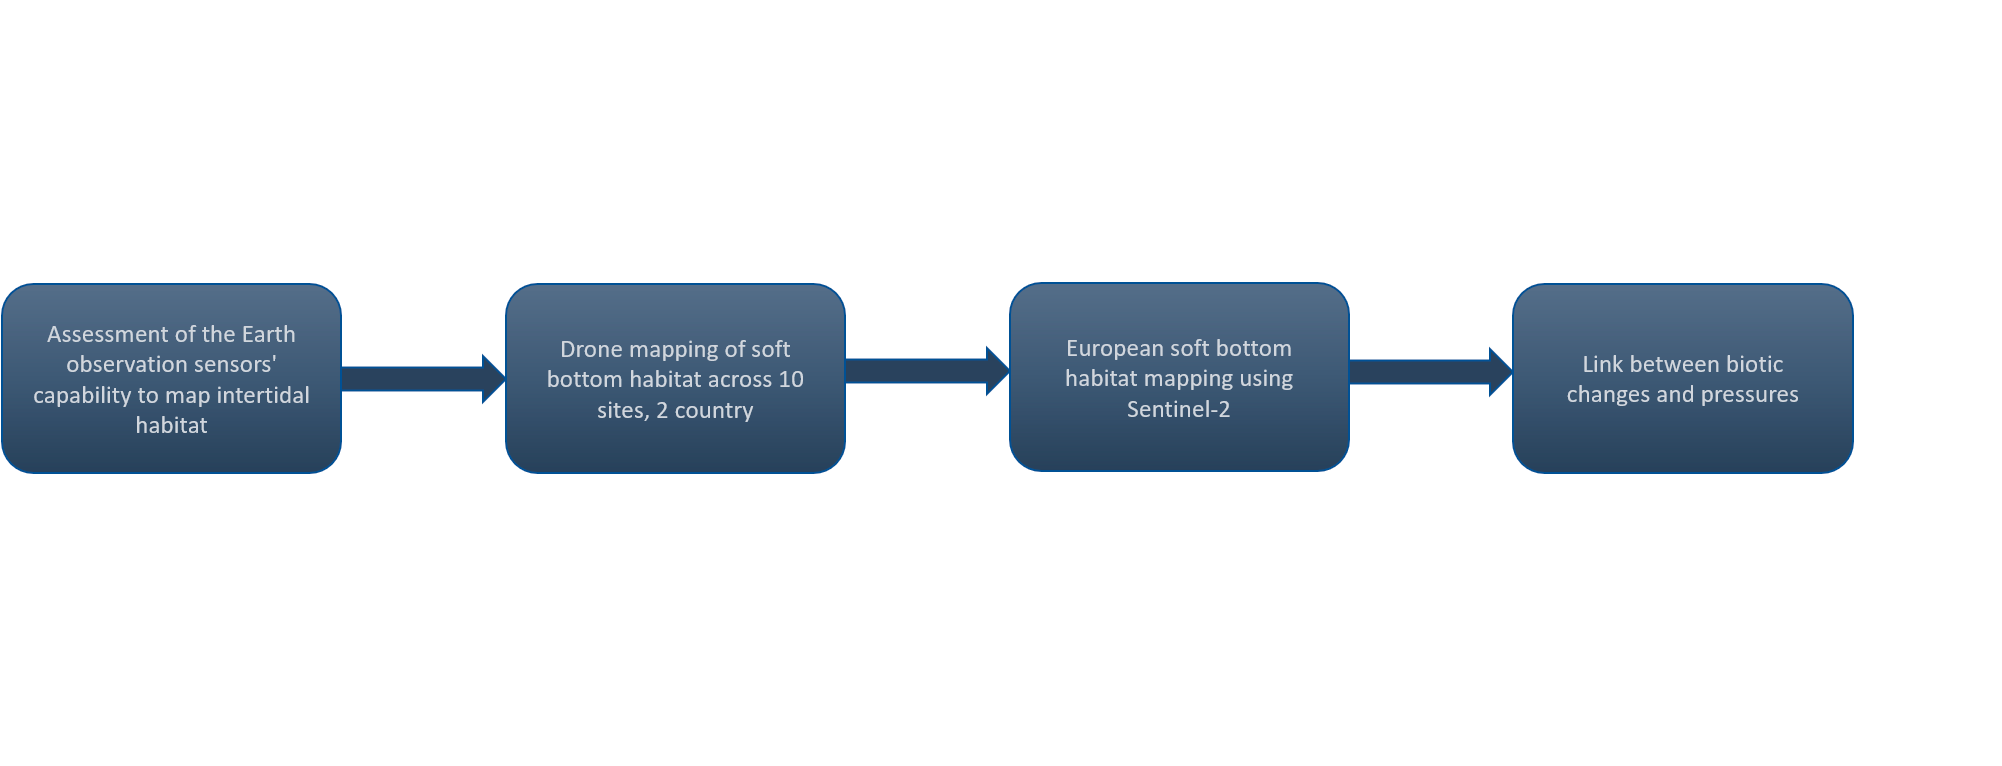 Assessment of the Earth
observation sensors'
capability to map intertidal
habitat
Drone mapping of soft
bottom habitat across 10
sites, 2 country
European soft bottom
habitat mapping using
Sentinel-2
Link between biotic
changes and pressures